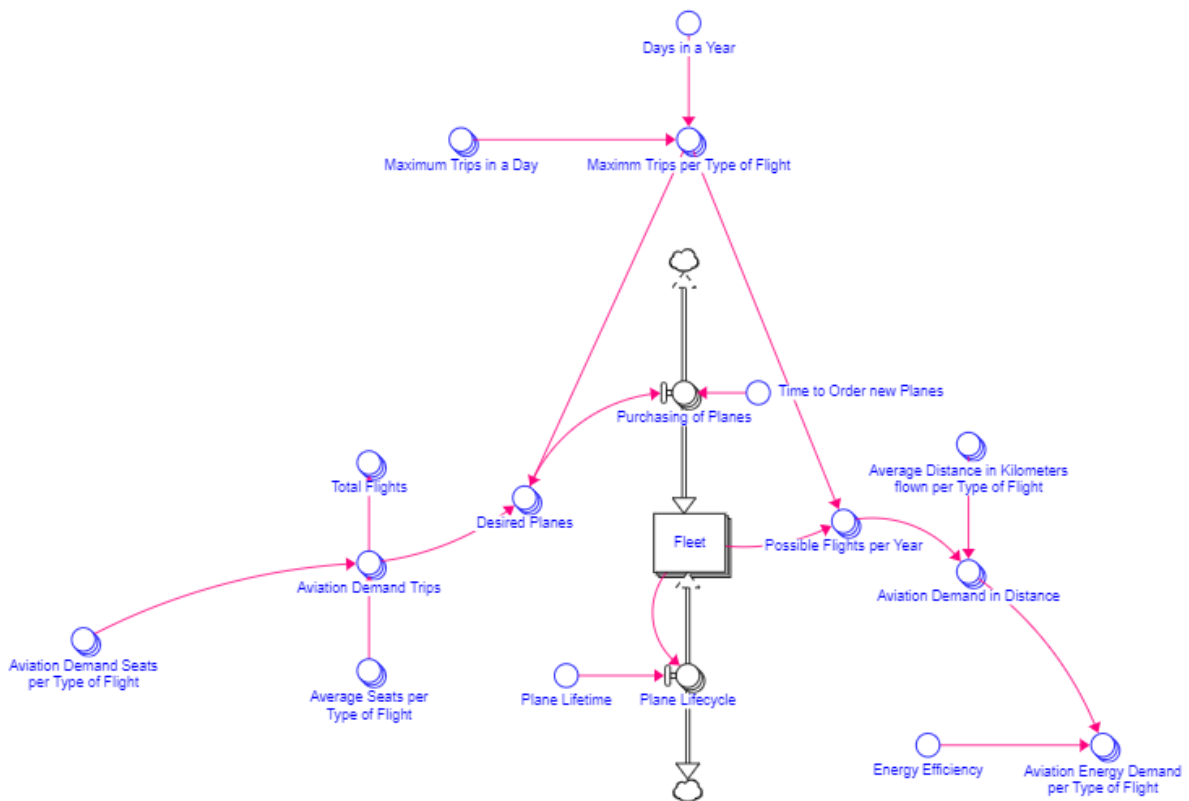 Days in a Year
Maximum Trips in a Day
Maximm Trips per Type of Flight
Time to Order new Planes
Purchasing of Planes
Average Distance in Kilometers
flown per Type of Flight
Total Flights
Desired Planes
Fleet
Possible Flights per Year
Aviation Demand Trips
Aviation Demand in Distance
Aviation Demand Seats
per Type of Flight
Average Seats per
Type of Flight
Plane Lifetime
Plane Lifecycle
Energy Efficiency
Aviation Energy Demand
per Type of Flight